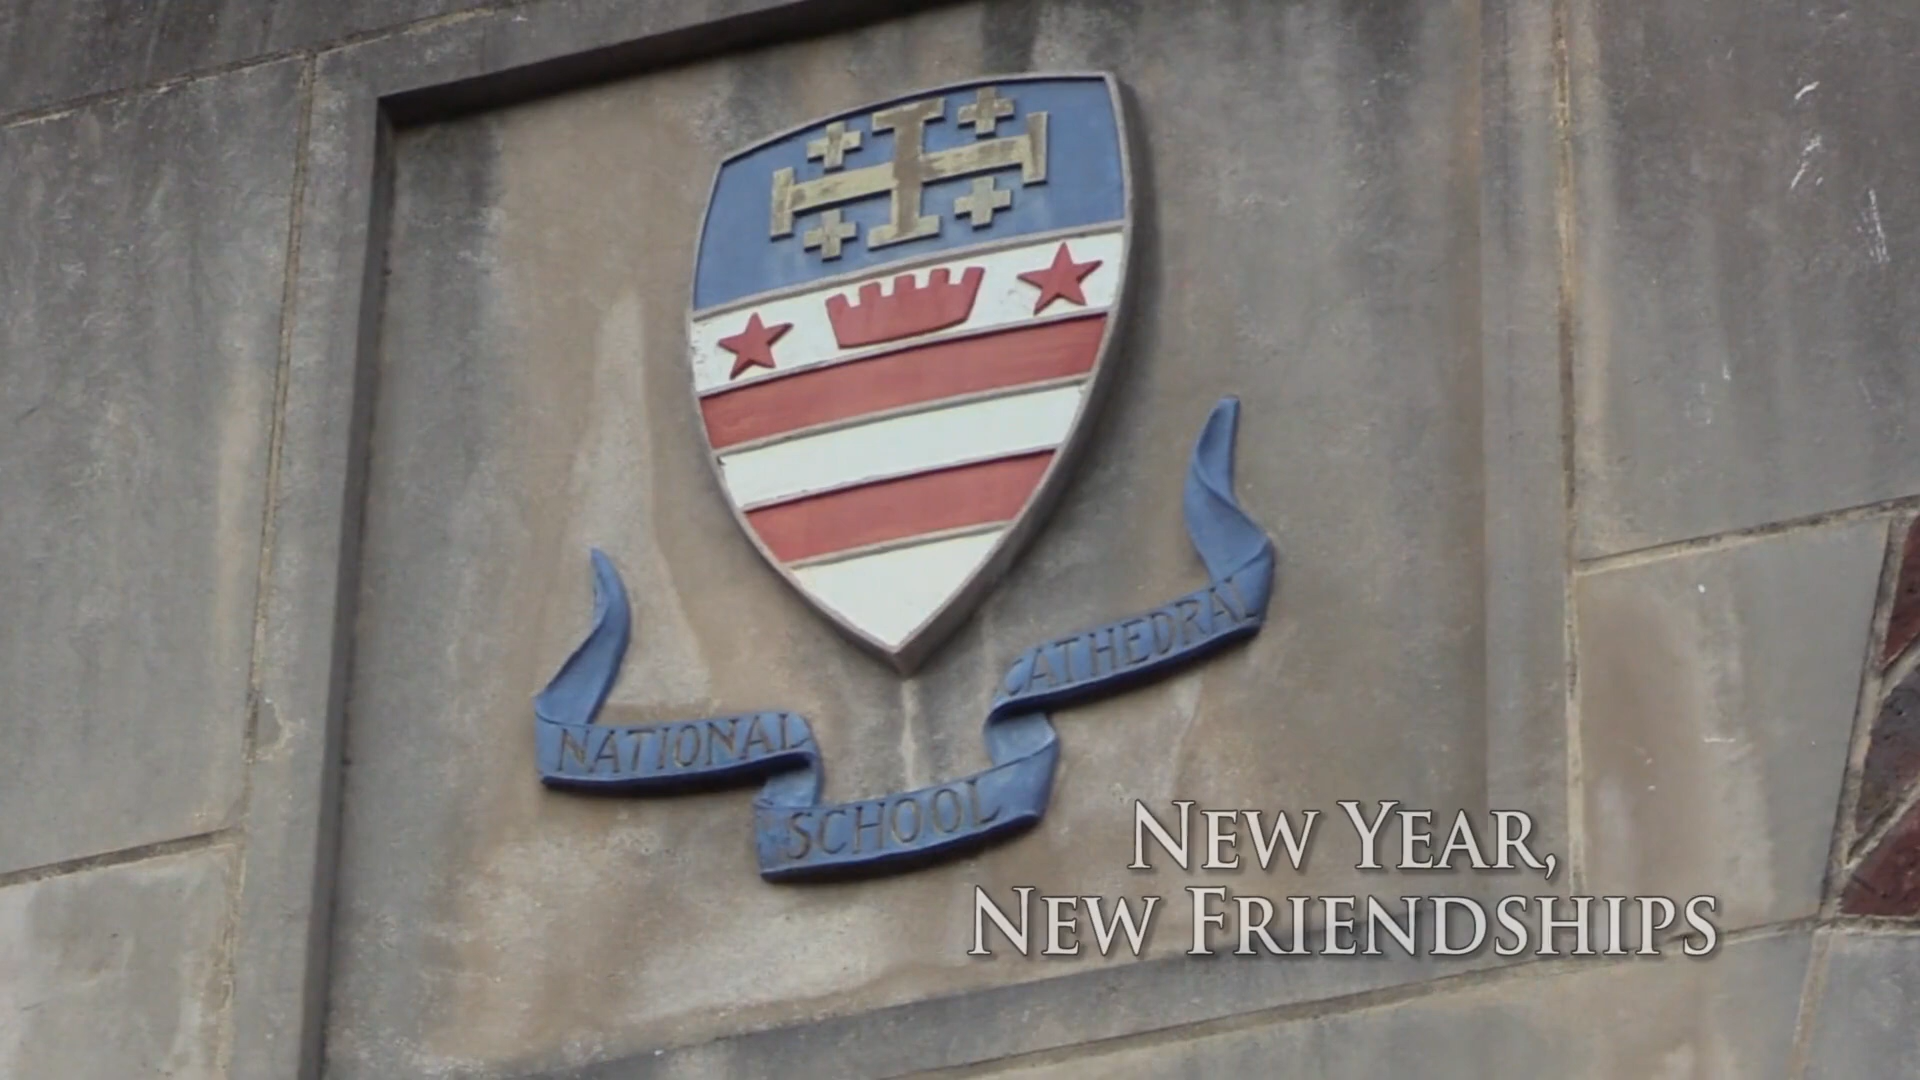 NATIONAL
CATHEDRAL
SCHOOL
NEW YEAR,
NEW FRIENDSHIPS